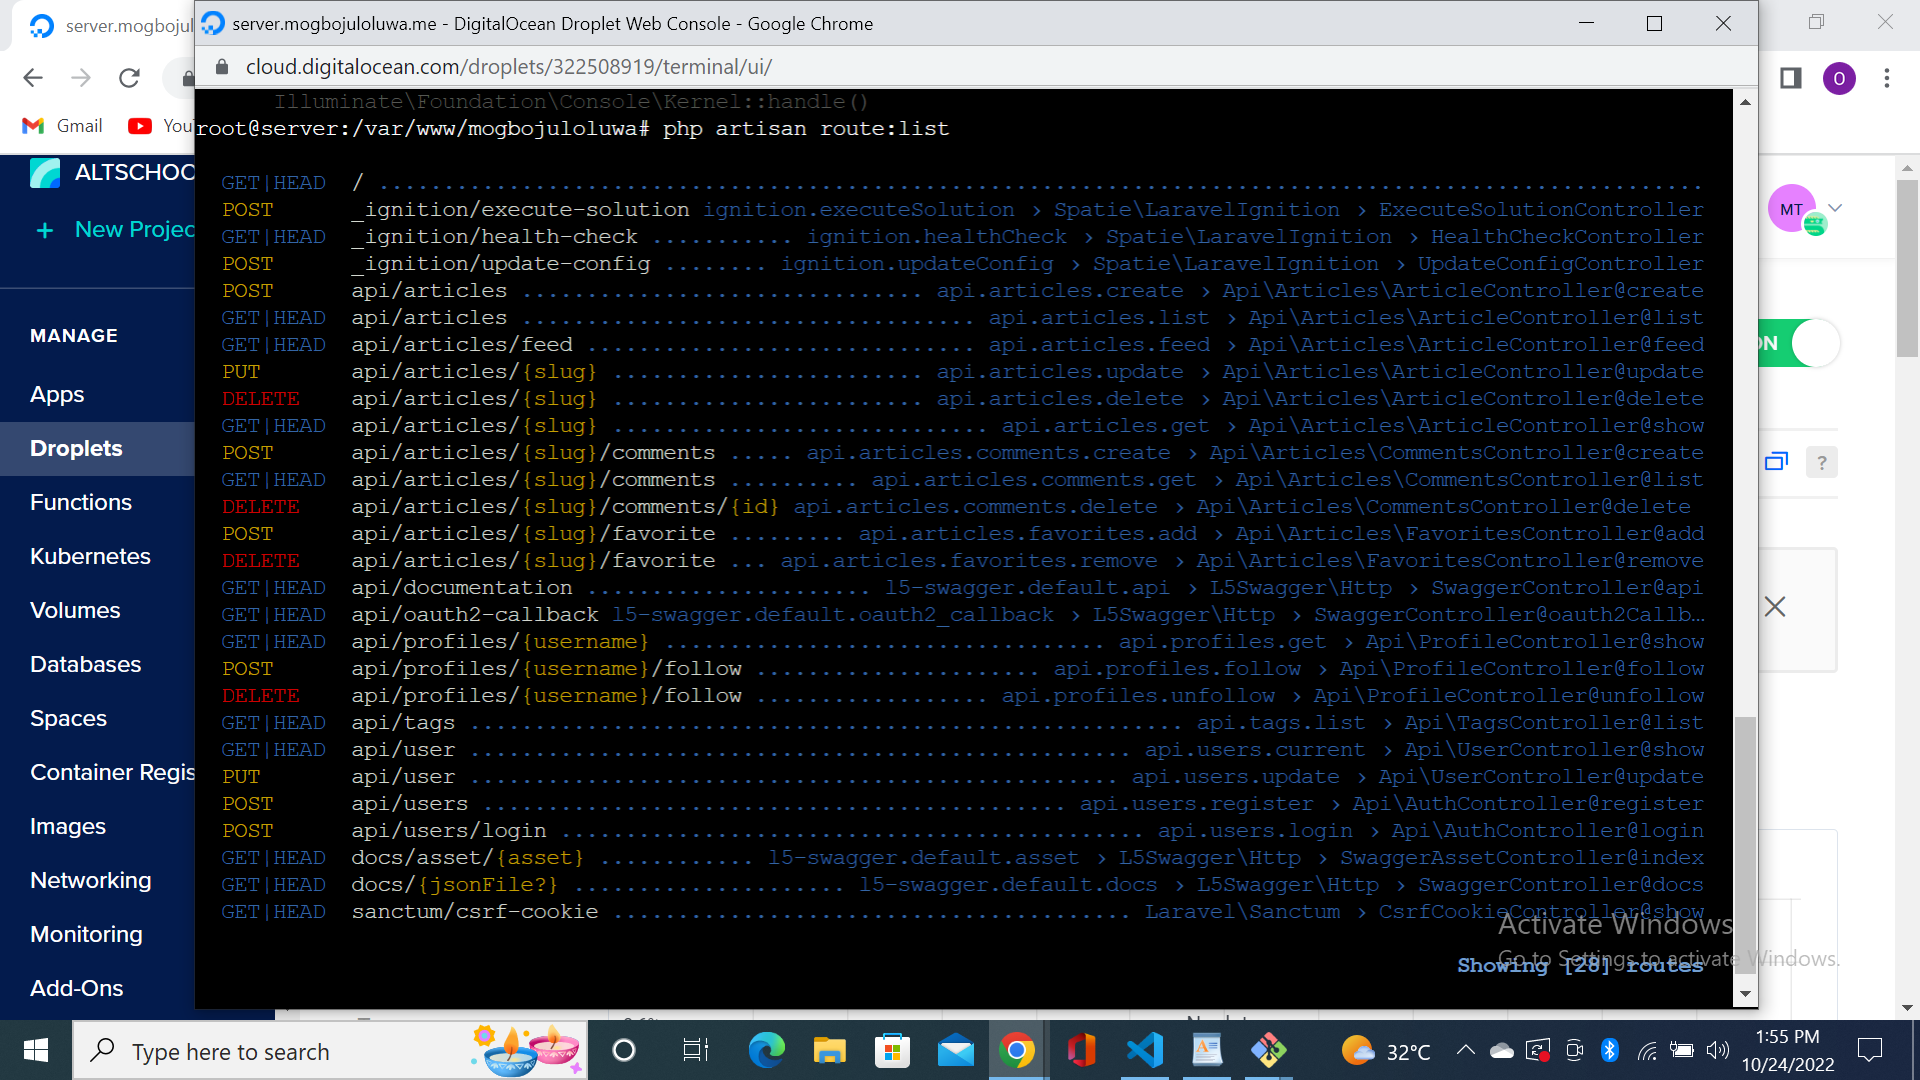 server.mogbojul
server.mogbojuloluwa.me - DigitalOcean Droplet Web Console - Google Chrome
cloud.digitalocean.com/droplets/322508919/terminal/ui/
O
Gmail
You
ALTSCHOO
+ New Projec
MANAGE
Apps
Droplets
Functions
Kubernetes
Volumes
Databases
Spaces
Container Regis
Images
Networking
Monitoring
Add-Ons
Illuminate\Foundation\Console\Kernel::handle()
root@server:/var/www/mogbojuloluwa# php artisan route:list
GET|HEAD / ......................................................................................................
POST _ignition/execute-solution ignition.executeSolution › Spatie\LaravelIgnition › ExecuteSolutionController
GET|HEAD _ignition/health-check ........... ignition.healthCheck › Spatie\LaravelIgnition › HealthCheckController
POST _ignition/update-config ........ ignition.updateConfig › Spatie\LaravelIgnition › UpdateConfigController
POST api/articles ............................... api.articles.create › Api\Articles\ArticleController@create
GET|HEAD api/articles ................................... api.articles.list › Api\Articles\ArticleController@list
GET|HEAD api/articles/feed .............................. api.articles.feed › Api\Articles\ArticleController@feed
PUT api/articles/{slug} ........................ api.articles.update › Api\Articles\ArticleController@update
DELETE api/articles/{slug} ........................ api.articles.delete › Api\Articles\ArticleController@delete
GET|HEAD api/articles/{slug} ............................. api.articles.get › Api\Articles\ArticleController@show
POST api/articles/{slug}/comments ..... api.articles.comments.create › Api\Articles\CommentsController@create
GET|HEAD api/articles/{slug}/comments .......... api.articles.comments.get › Api\Articles\CommentsController@list
DELETE api/articles/{slug}/comments/{id} api.articles.comments.delete › Api\Articles\CommentsController@delete
POST api/articles/{slug}/favorite ......... api.articles.favorites.add › Api\Articles\FavoritesController@add
DELETE api/articles/{slug}/favorite ... api.articles.favorites.remove › Api\Articles\FavoritesController@remove
GET|HEAD api/documentation ...................... l5-swagger.default.api › L5Swagger\Http › SwaggerController@api
GET|HEAD api/oauth2-callback l5-swagger.default.oauth2_callback › L5Swagger\Http › SwaggerController@oauth2Callb…
GET|HEAD api/profiles/{username} .................................. api.profiles.get › Api\ProfileController@show
POST api/profiles/{username}/follow ...................... api.profiles.follow › Api\ProfileController@follow
DELETE api/profiles/{username}/follow .................. api.profiles.unfollow › Api\ProfileController@unfollow
GET|HEAD api/tags ....................................................... api.tags.list › Api\TagsController@list
GET|HEAD api/user ................................................... api.users.current › Api\UserController@show
PUT api/user .................................................. api.users.update › Api\UserController@update
POST api/users ............................................. api.users.register › Api\AuthController@register
POST api/users/login ............................................. api.users.login › Api\AuthController@login
GET|HEAD docs/asset/{asset} ............ l5-swagger.default.asset › L5Swagger\Http › SwaggerAssetController@index
GET|HEAD docs/{jsonFile?} ..................... l5-swagger.default.docs › L5Swagger\Http › SwaggerController@docs
GET|HEAD sanctum/csrf-cookie ........................................ Laravel\Sanctum › CsrfCookieController@show
Showing [28] routes
MT
ON
?
Activate Windows
Go to Settings to activate Windows.
Type here to search
32°C
1:55 PM
10/24/2022